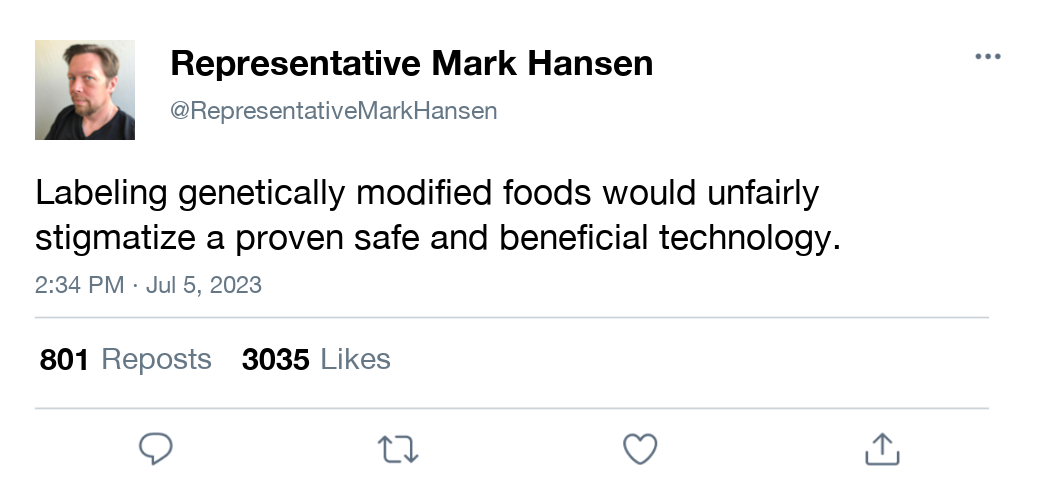 Representative Mark Hansen
@RepresentativeMarkHansen
Labeling genetically modified foods would unfairly
stigmatize a proven safe and beneficial technology.
2:34 PM · Jul 5, 2023
801 Reposts 3035 Likes